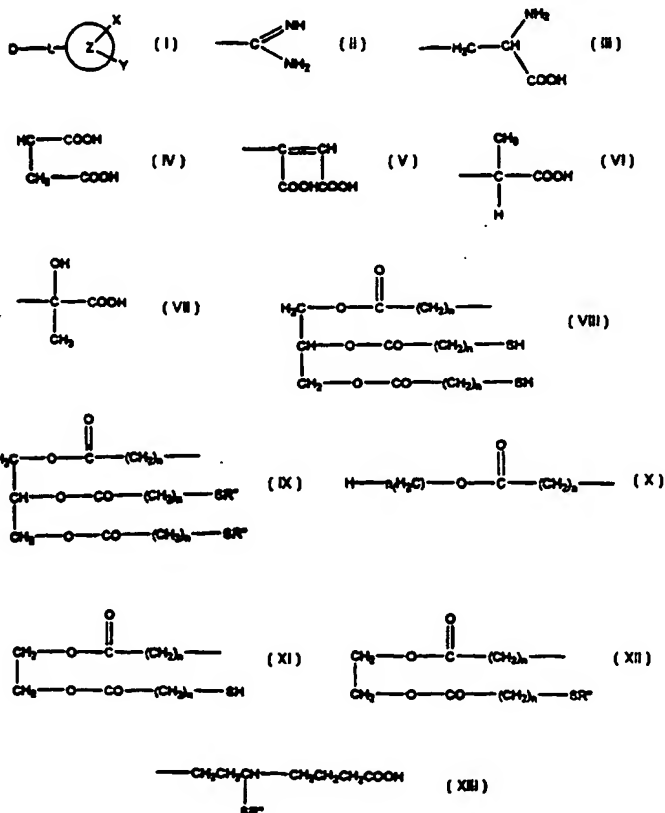 D—L—Z X Y (I) —C NH NH2 (II) —H2C—CH—COOH NH2 (III)
HC—COOH CH2—COOH (IV) —C=CH COOH COOH (V) CH3 —C—COOH H (VI)
OH —C—COOH CH3 (VII)
O
H2C—O—C—(CH2)n—
CH—O—CO—(CH2)n—SH (VIII)
CH2—O—CO—(CH2)n—SH
O
C—O—C—(CH2)n—
CH—O—CO—(CH2)n—SR" (IX)
CH2—O—CO—(CH2)n—SR"
O
H—n(H2C)—O—C—(CH2)n— (X)
O
CH2—O—C—(CH2)n— (XI)
CH2—O—CO—(CH2)n—SH
O
CH2—O—C—(CH2)n— (XII)
CH2—O—CO—(CH2)n—SR"
—CH2CH2CH—CH2CH2CH2CH2COOH (XIII)
SR"